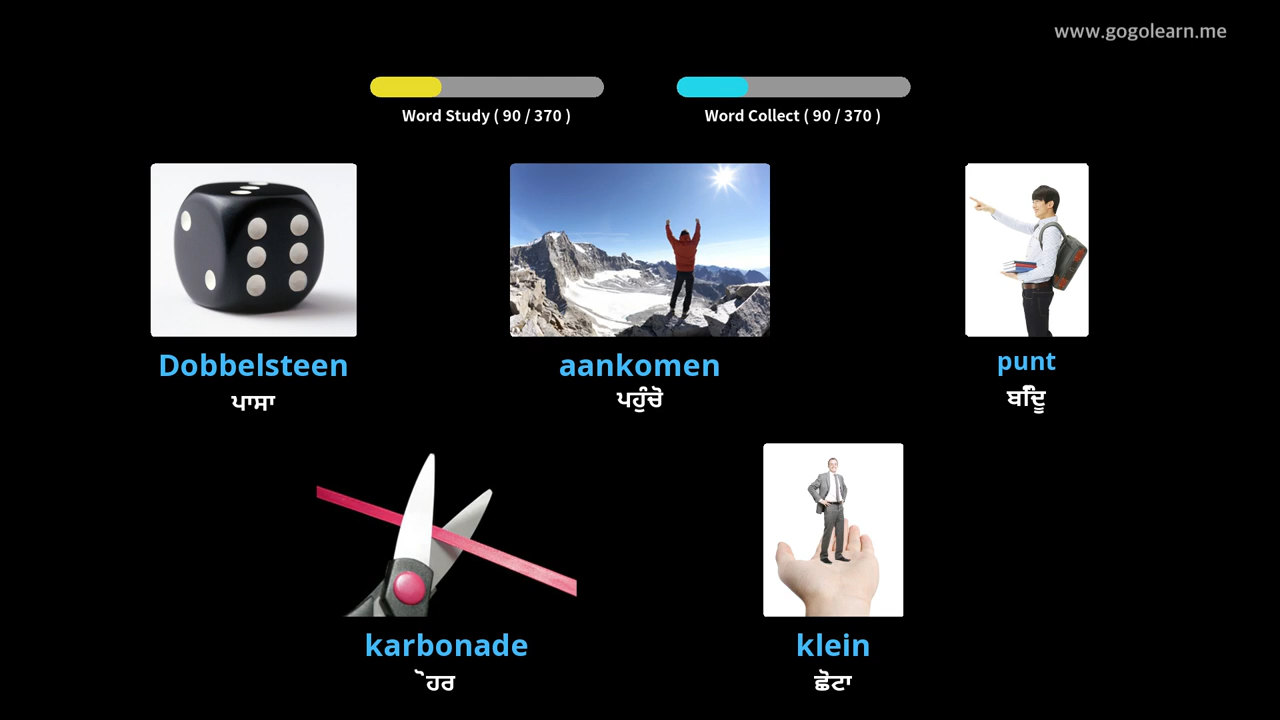 www.gogolearn.me
Word Study ( 90 / 370 )
Word Collect ( 90 / 370 )
Dobbelsteen
ਪਾਸਾ
aankomen
ਪਹੁੰਚੋ
punt
ਬਿੰਦੂ
karbonade
ੋਹਰ
klein
ਛੋਟਾ